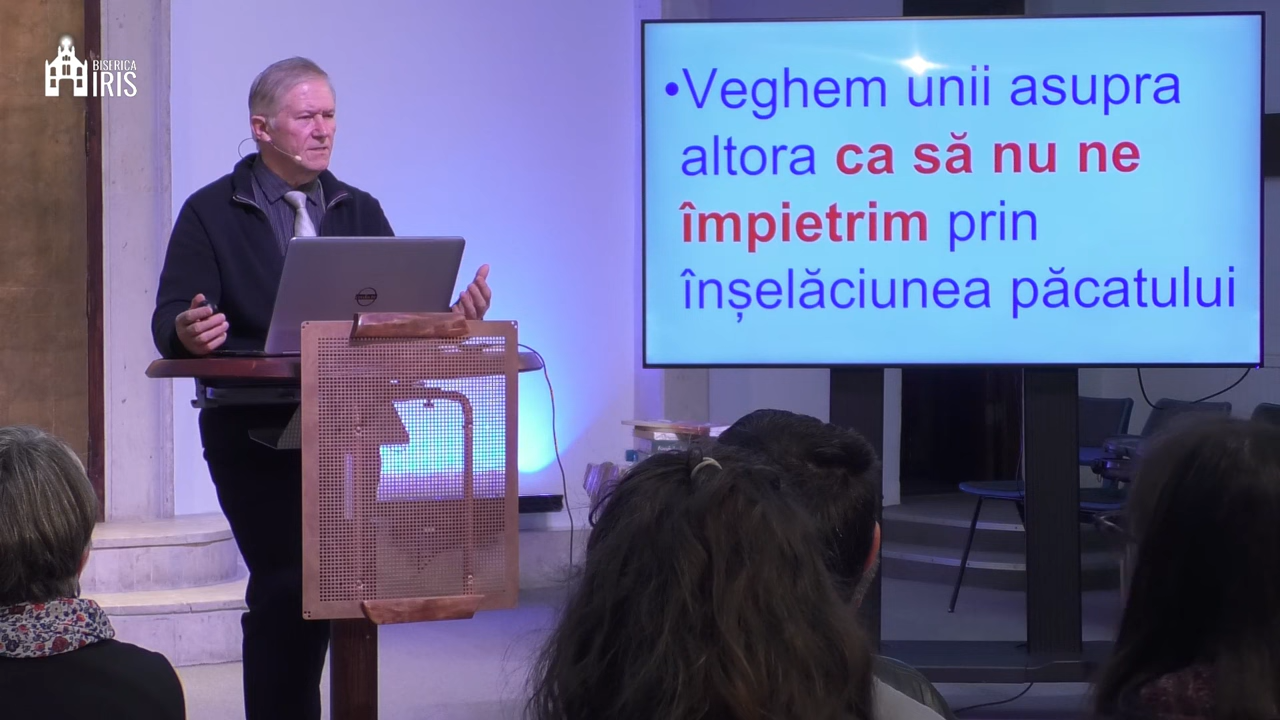 BISERICA
IRIS
•Veghem unii asupra
altora ca să nu ne
împietrim prin
înșelăciunea păcatului